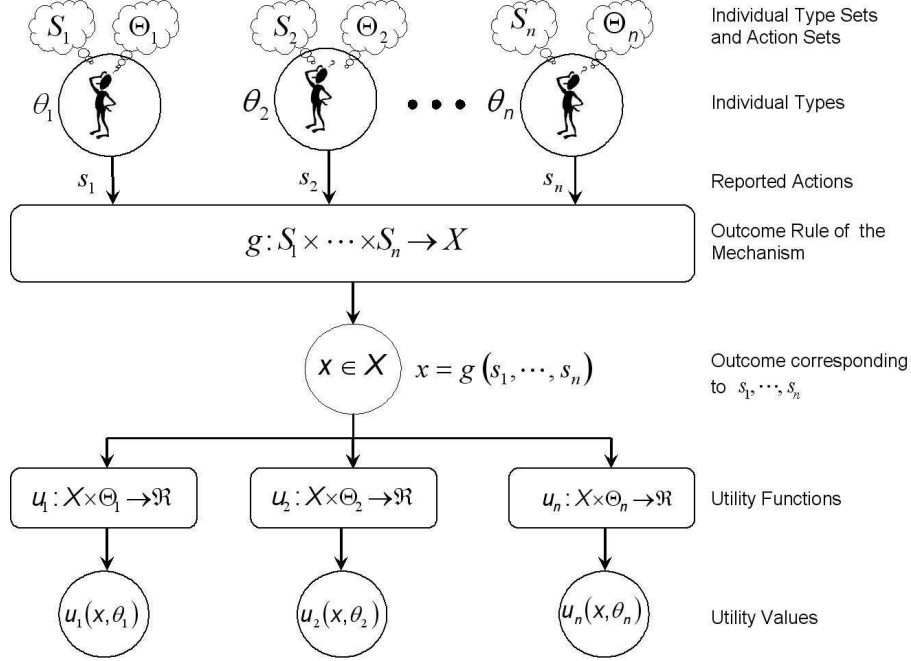 S₁ Θ₁ S₂ Θ₂ Sₙ Θₙ Individual Type Sets
and Action Sets
? ? ?
θ₁ θ₂ • • • θₙ Individual Types
s₁ s₂ sₙ Reported Actions
g : S₁ × ⋯ × Sₙ → X Outcome Rule of the
Mechanism
x ∈ X x = g (s₁, ⋯, sₙ) Outcome corresponding
to s₁, ⋯, sₙ
u₁ : X × Θ₁ → ℜ u₂ : X × Θ₂ → ℜ uₙ : X × Θₙ → ℜ Utility Functions
u₁(x, θ₁) u₂(x, θ₂) uₙ(x, θₙ) Utility Values